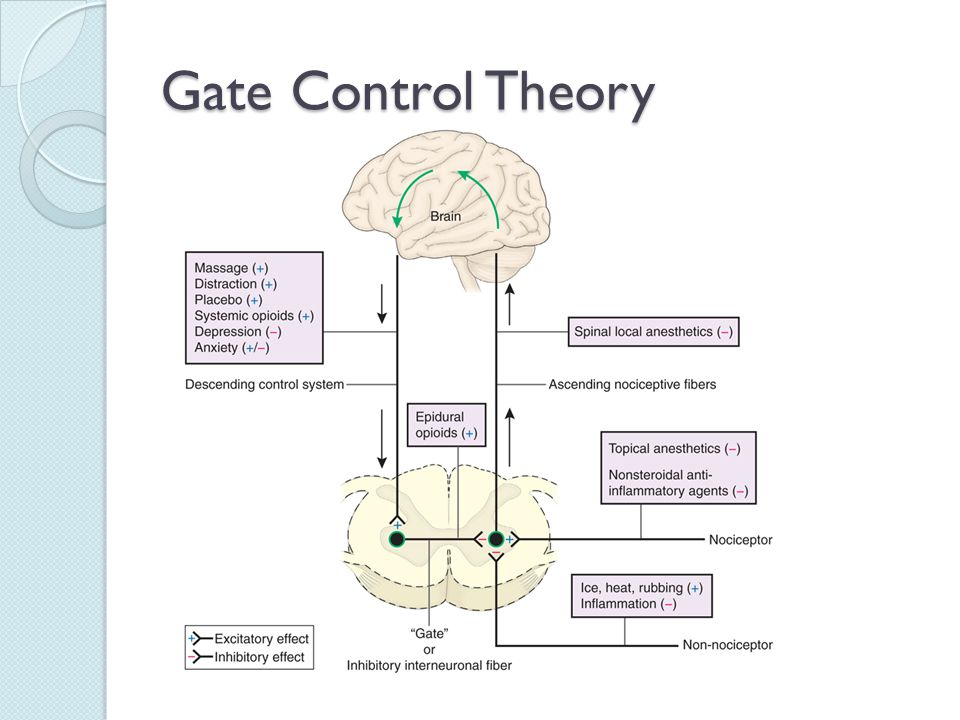 Gate Control Theory
Brain
Massage (+)
Distraction (+)
Placebo (+)
Systemic opioids (+)
Depression (–)
Anxiety (+/–)
Spinal local anesthetics (–)
Descending control system
Ascending nociceptive fibers
Epidural
opioids (+)
Topical anesthetics (–)
Nonsteroidal anti-
inflammatory agents (–)
+
– +
–
Nociceptor
Ice, heat, rubbing (+)
Inflammation (–)
Non-nociceptor
"Gate"
or
Inhibitory interneuronal fiber
+ Excitatory effect
– Inhibitory effect